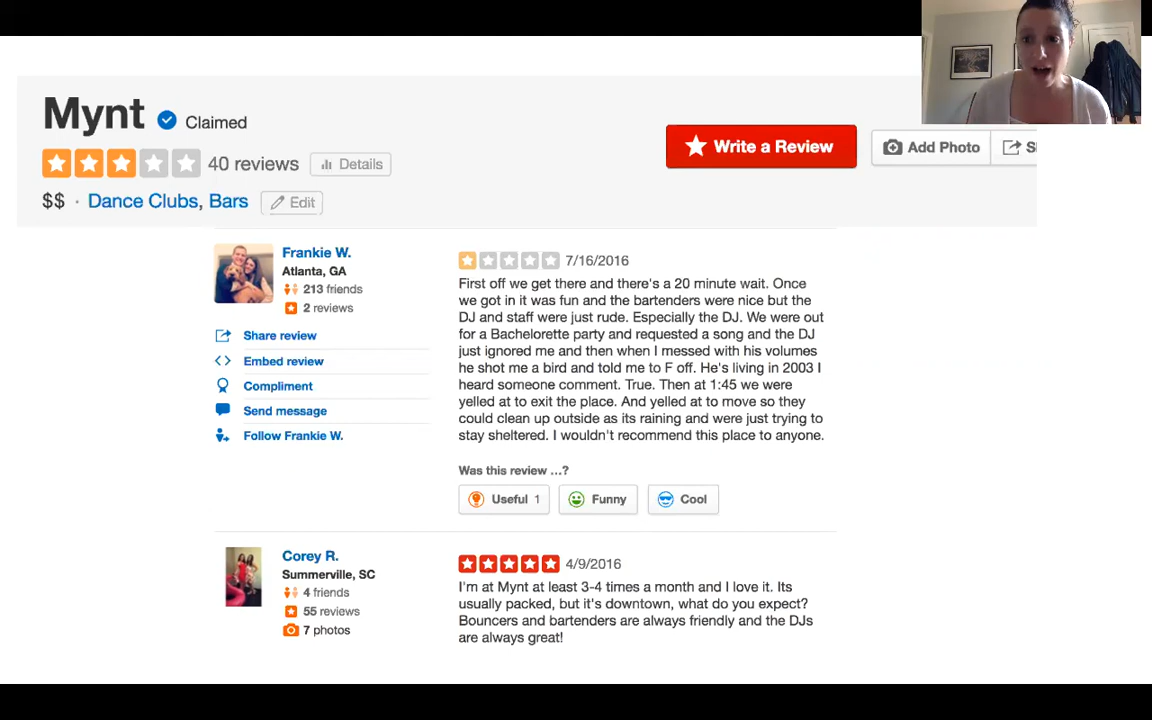 Mynt Claimed
40 reviews Details
$$ · Dance Clubs, Bars Edit
Write a Review
Add Photo
Frankie W.
Atlanta, GA
213 friends
2 reviews
Share review
Embed review
Compliment
Send message
Follow Frankie W.
7/16/2016
First off we get there and there's a 20 minute wait. Once
we got in it was fun and the bartenders were nice but the
DJ and staff were just rude. Especially the DJ. We were out
for a Bachelorette party and requested a song and the DJ
just ignored me and then when I messed with his volumes
he shot me a bird and told me to F off. He's living in 2003 I
heard someone comment. True. Then at 1:45 we were
yelled at to exit the place. And yelled at to move so they
could clean up outside as its raining and were just trying to
stay sheltered. I wouldn't recommend this place to anyone.
Was this review ...?
Useful 1 Funny Cool
Corey R.
Summerville, SC
4 friends
55 reviews
7 photos
4/9/2016
I'm at Mynt at least 3-4 times a month and I love it. Its
usually packed, but it's downtown, what do you expect?
Bouncers and bartenders are always friendly and the DJs
are always great!